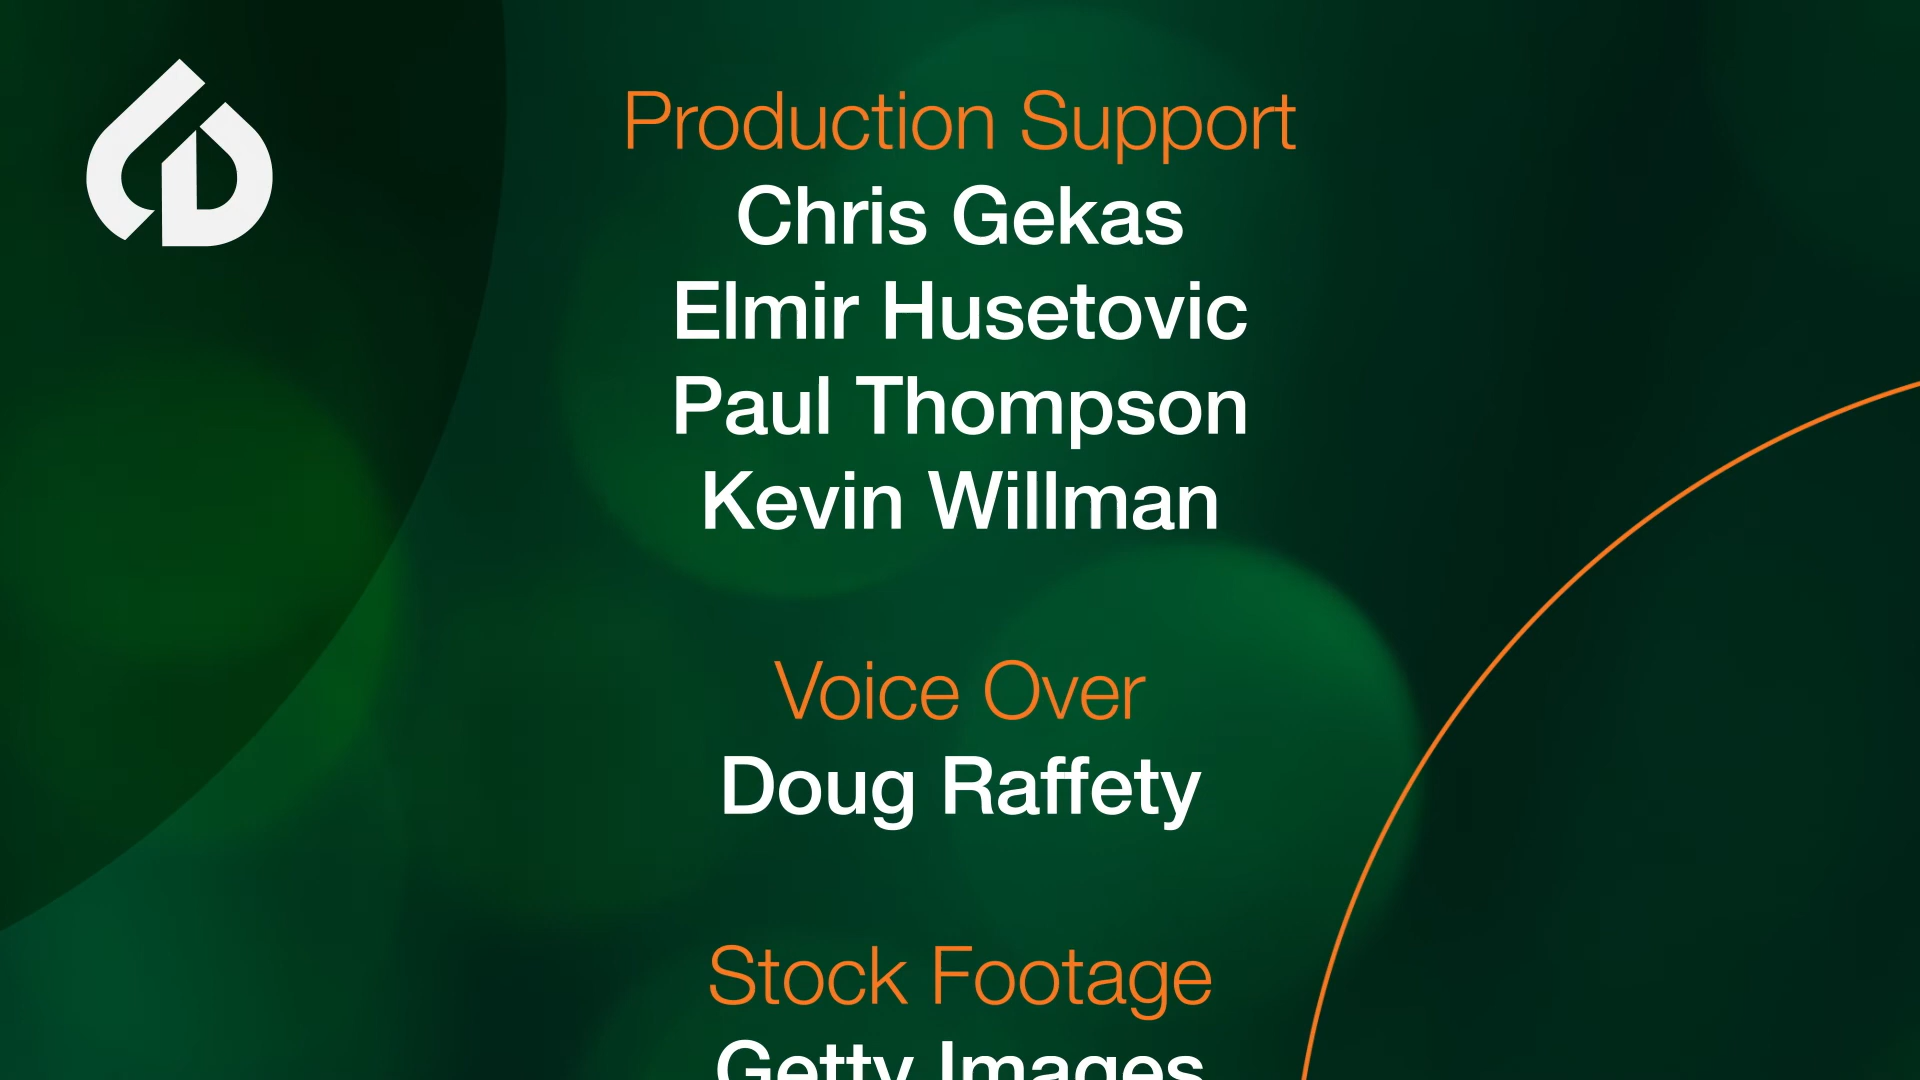 Production Support
Chris Gekas
Elmir Husetovic
Paul Thompson
Kevin Willman
Voice Over
Doug Raffety
Stock Footage
Getty Images